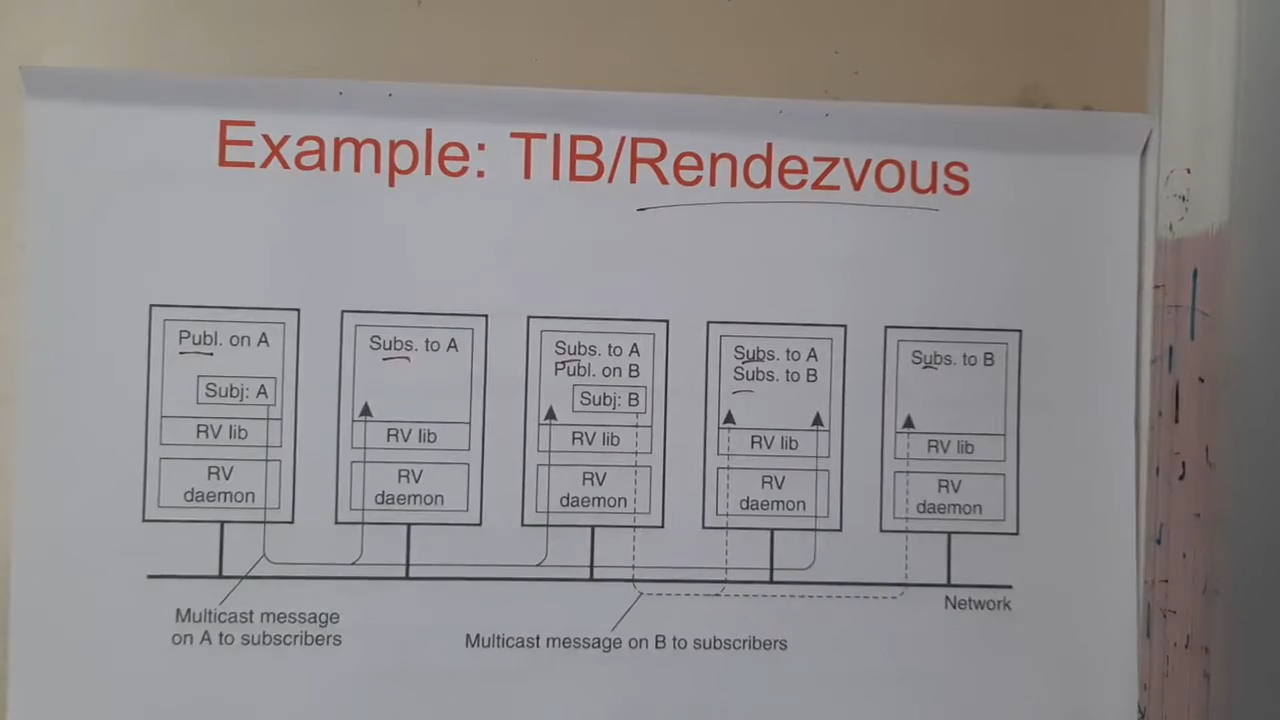 Example: TIB/Rendezvous
Publ. on A
Subj: A
RV lib
RV
daemon
Subs. to A
RV lib
RV
daemon
Subs. to A
Publ. on B
Subj: B
RV lib
RV
daemon
Subs. to A
Subs. to B
RV lib
RV
daemon
Subs. to B
RV lib
RV
daemon
Network
Multicast message
on A to subscribers
Multicast message on B to subscribers